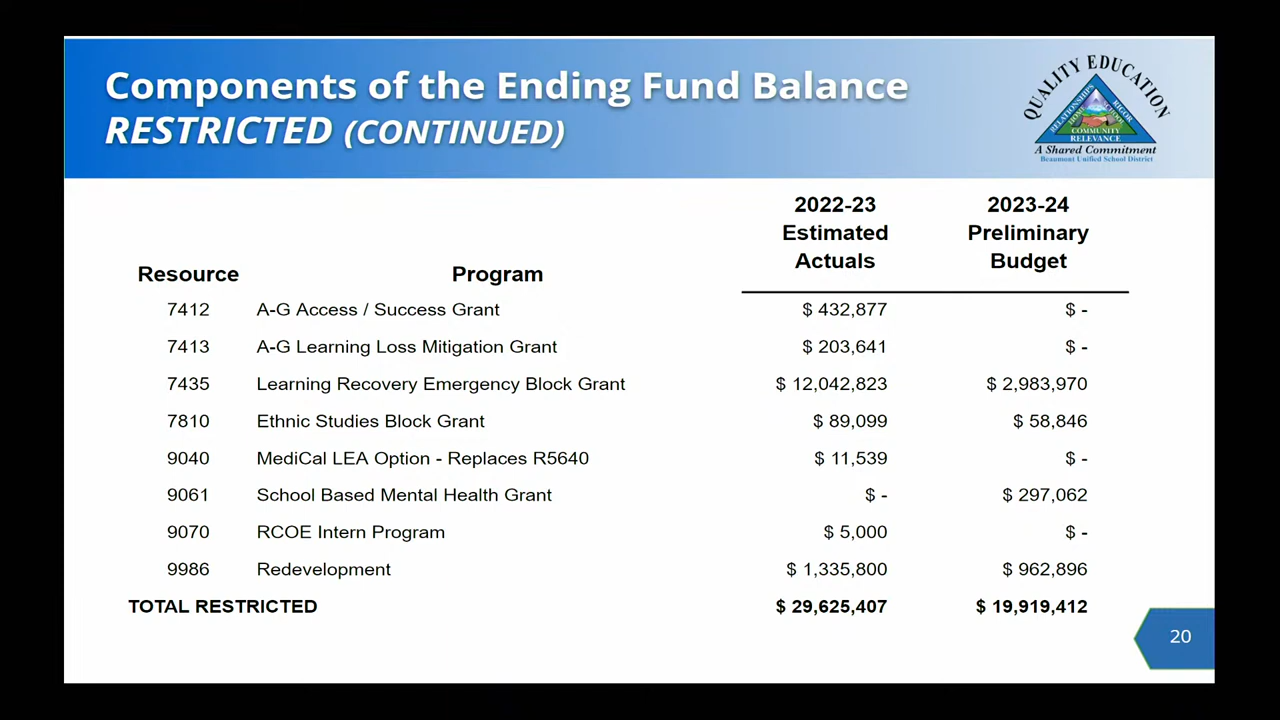 Components of the Ending Fund Balance
RESTRICTED (CONTINUED)
QUALITY EDUCATION
RELATIONSHIPS
RIGOR
HOME
SCHOOL
COMMUNITY
RELEVANCE
A Shared Commitment
Beaumont Unified School District
Resource Program 2022-23 Estimated Actuals 2023-24 Preliminary Budget
7412 A-G Access / Success Grant $ 432,877 $ -
7413 A-G Learning Loss Mitigation Grant $ 203,641 $ -
7435 Learning Recovery Emergency Block Grant $ 12,042,823 $ 2,983,970
7810 Ethnic Studies Block Grant $ 89,099 $ 58,846
9040 MediCal LEA Option - Replaces R5640 $ 11,539 $ -
9061 School Based Mental Health Grant $ - $ 297,062
9070 RCOE Intern Program $ 5,000 $ -
9986 Redevelopment $ 1,335,800 $ 962,896
TOTAL RESTRICTED $ 29,625,407 $ 19,919,412
20